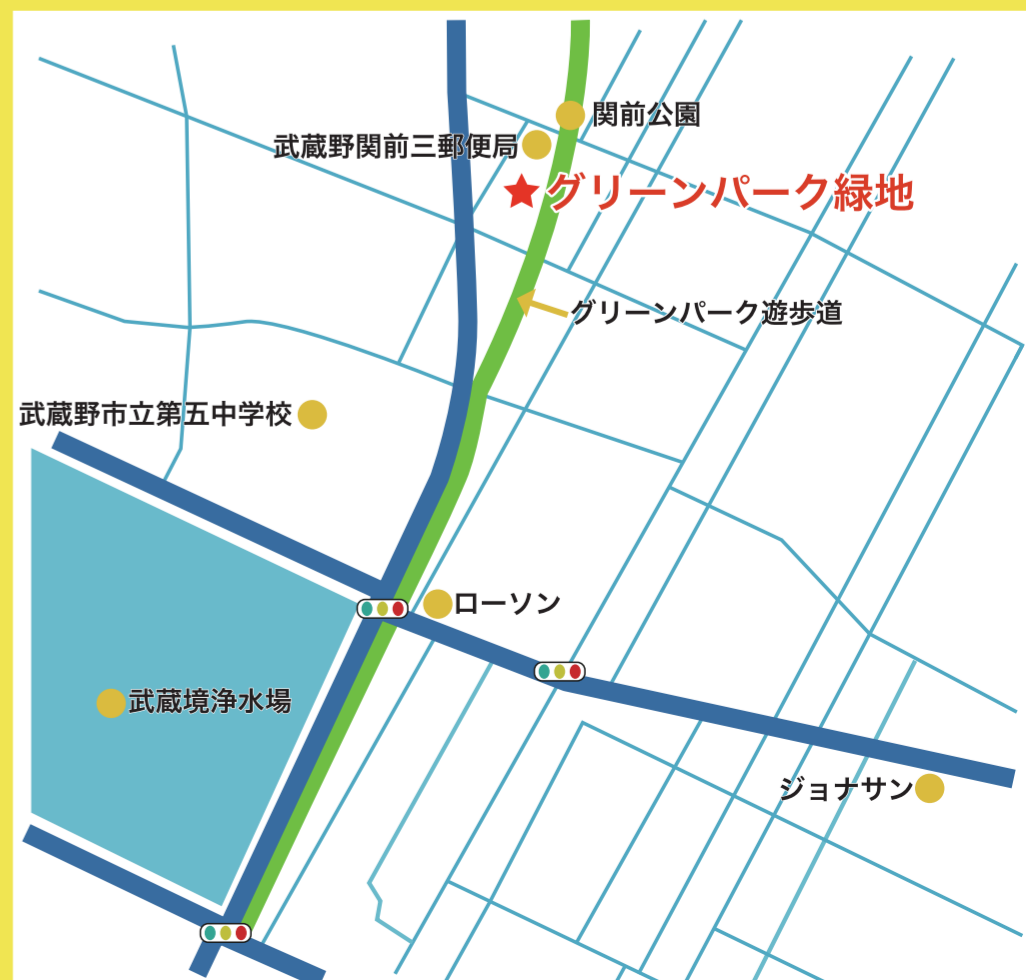 関前公園
武蔵野関前三郵便局
グリーンパーク緑地
グリーンパーク遊歩道
武蔵野市立第五中学校
ローソン
武蔵境浄水場
ジョナサン